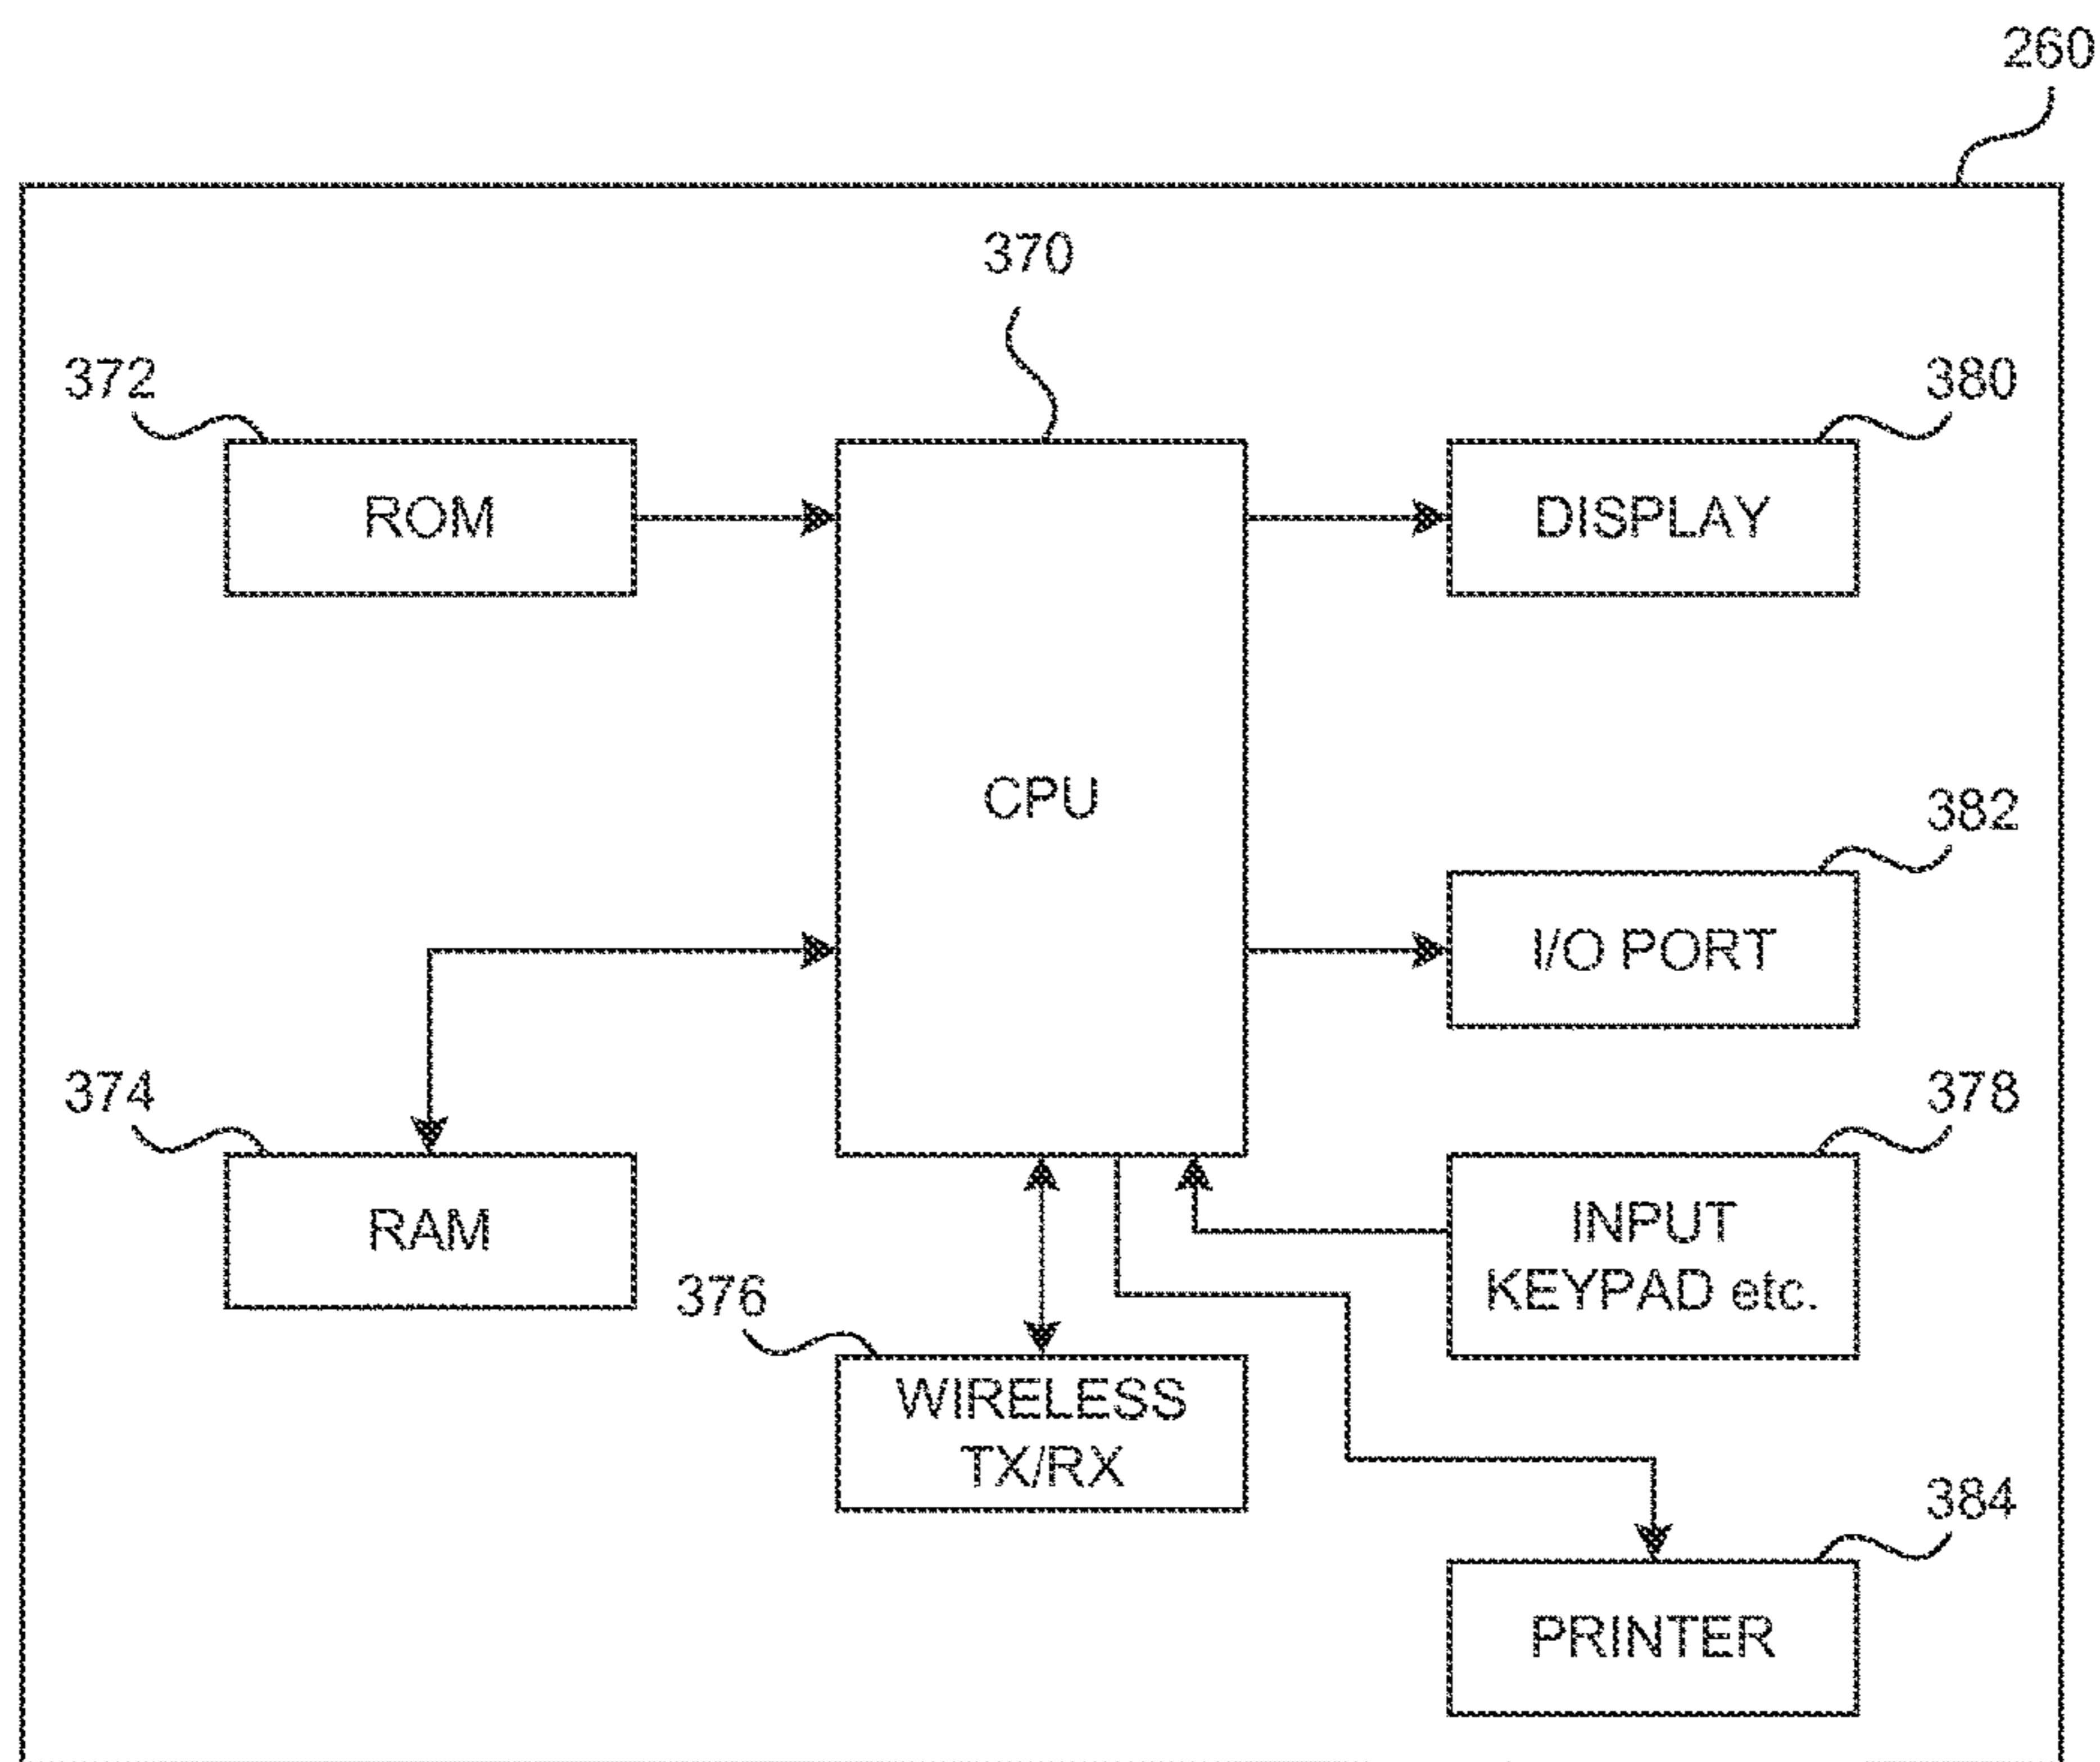 260
370
372
380
ROM
DISPLAY
CPU
382
I/O PORT
374
378
RAM
INPUT
KEYPAD etc.
376
WIRELESS
TX/RX
384
PRINTER